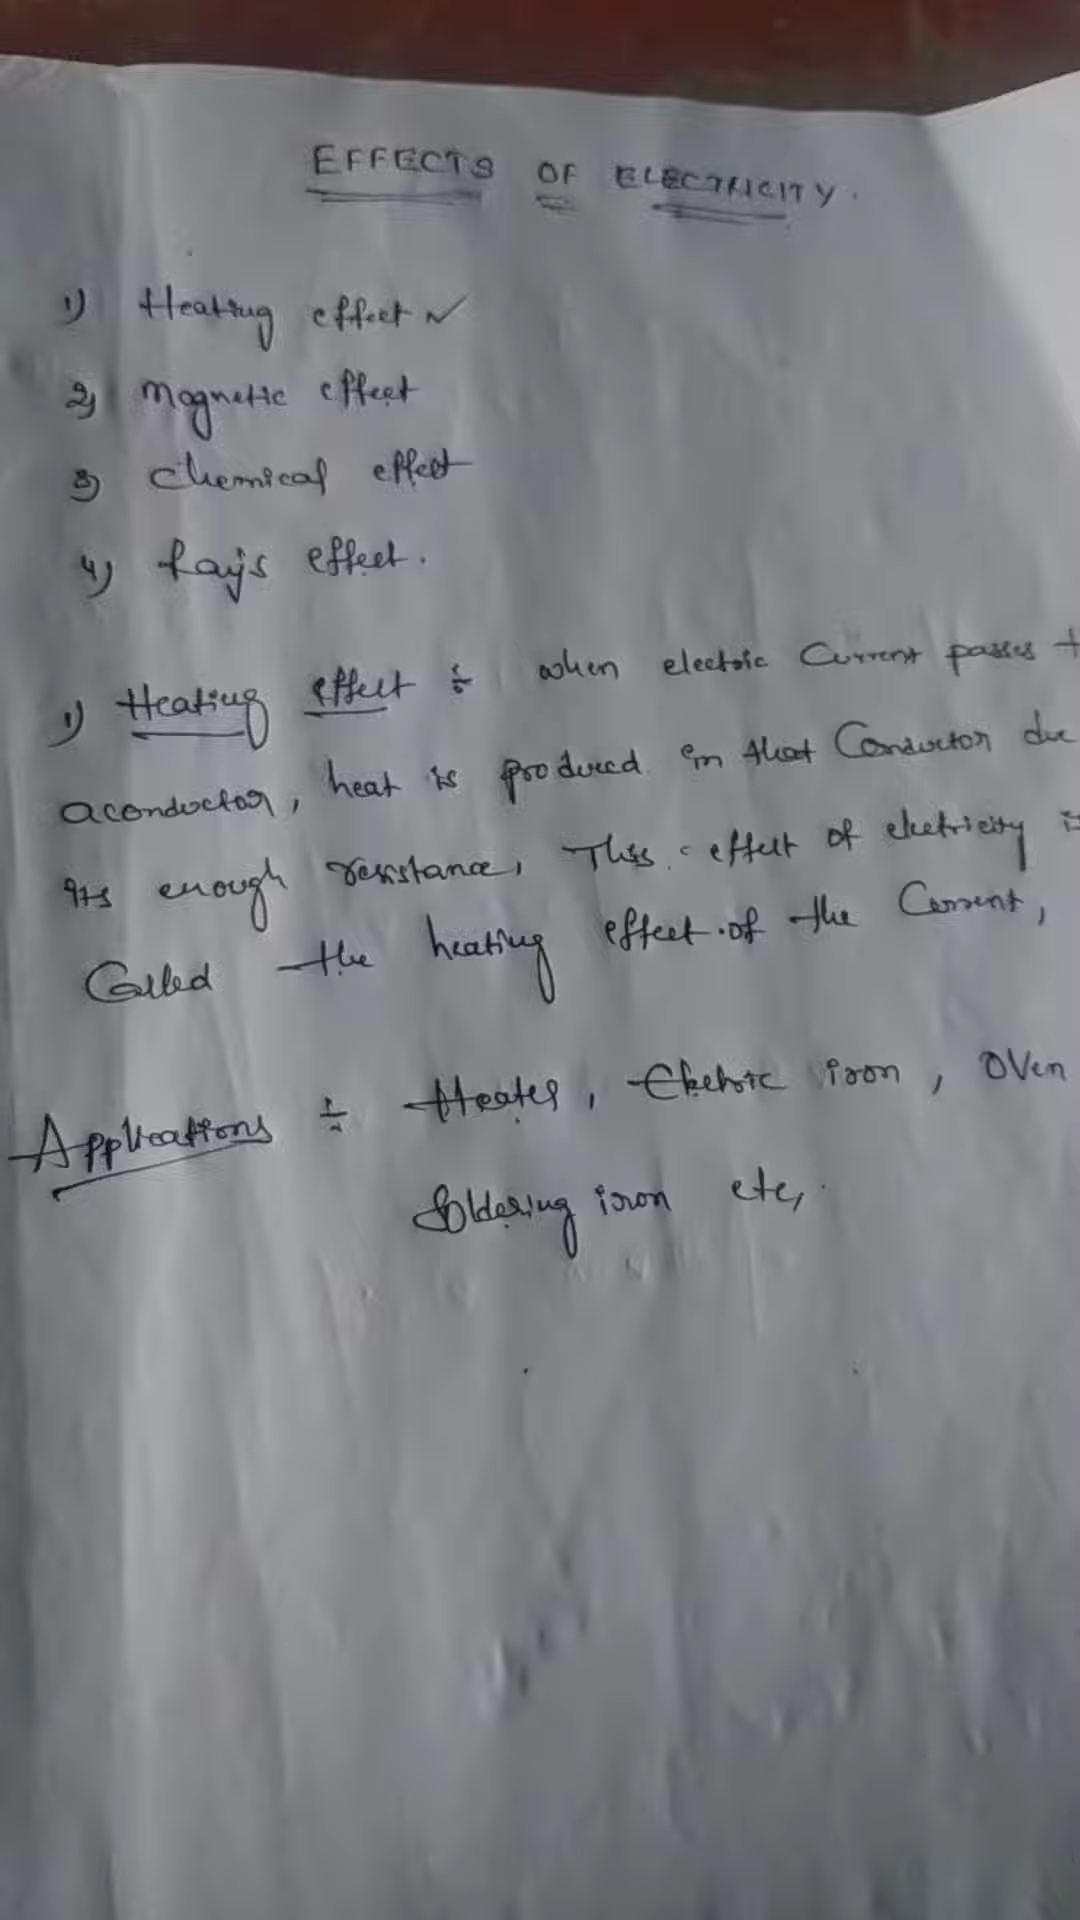 EFFECTS OF ELECTRICITY.
1) Heating effect ✓
2) Magnetic effect
3) Chemical effect
4) Rays effect.
1) Heating effect ÷ when electric Current passes t
aconductor, heat is produced in that Conductor due
its enough resistance, This effect of electricity is
Called the heating effect of the Current,
Applications ÷ Heater, Electric iron, Oven
Soldering iron etc,.